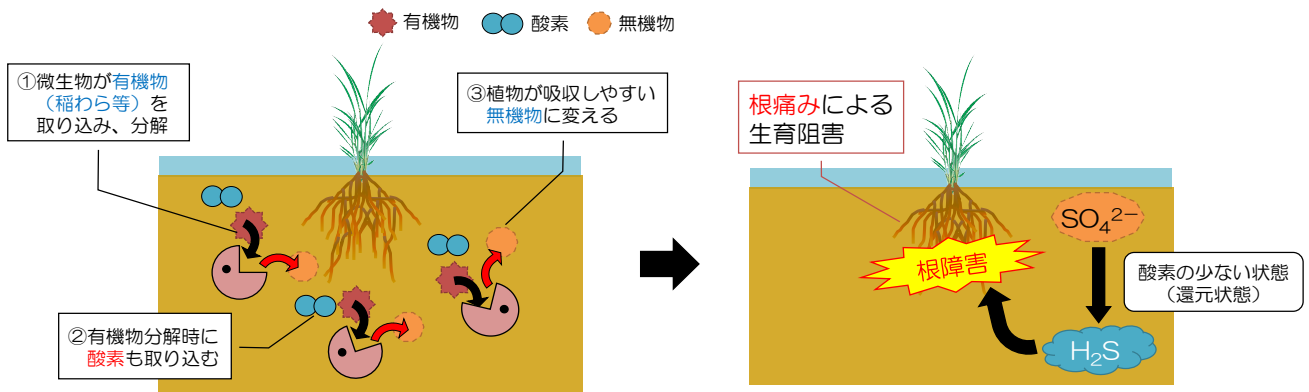 有機物 酸素 無機物
①微生物が有機物
（稲わら等）を
取り込み、分解
③植物が吸収しやすい
無機物に変える
②有機物分解時に
酸素も取り込む
根痛みによる
生育阻害
SO₄²⁻
根障害
酸素の少ない状態
（還元状態）
H₂S